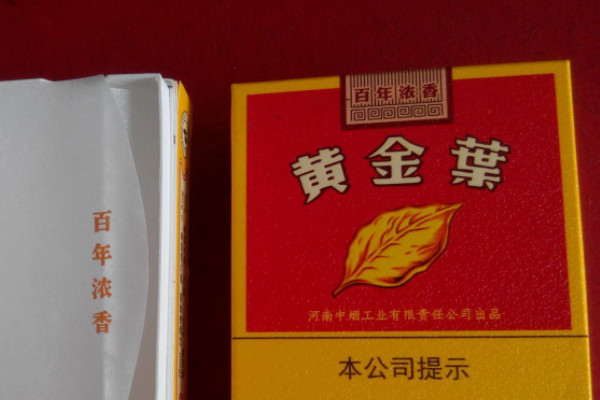 百年浓香
百年浓香
黄金葉
河南中烟工业有限责任公司出品
本公司提示